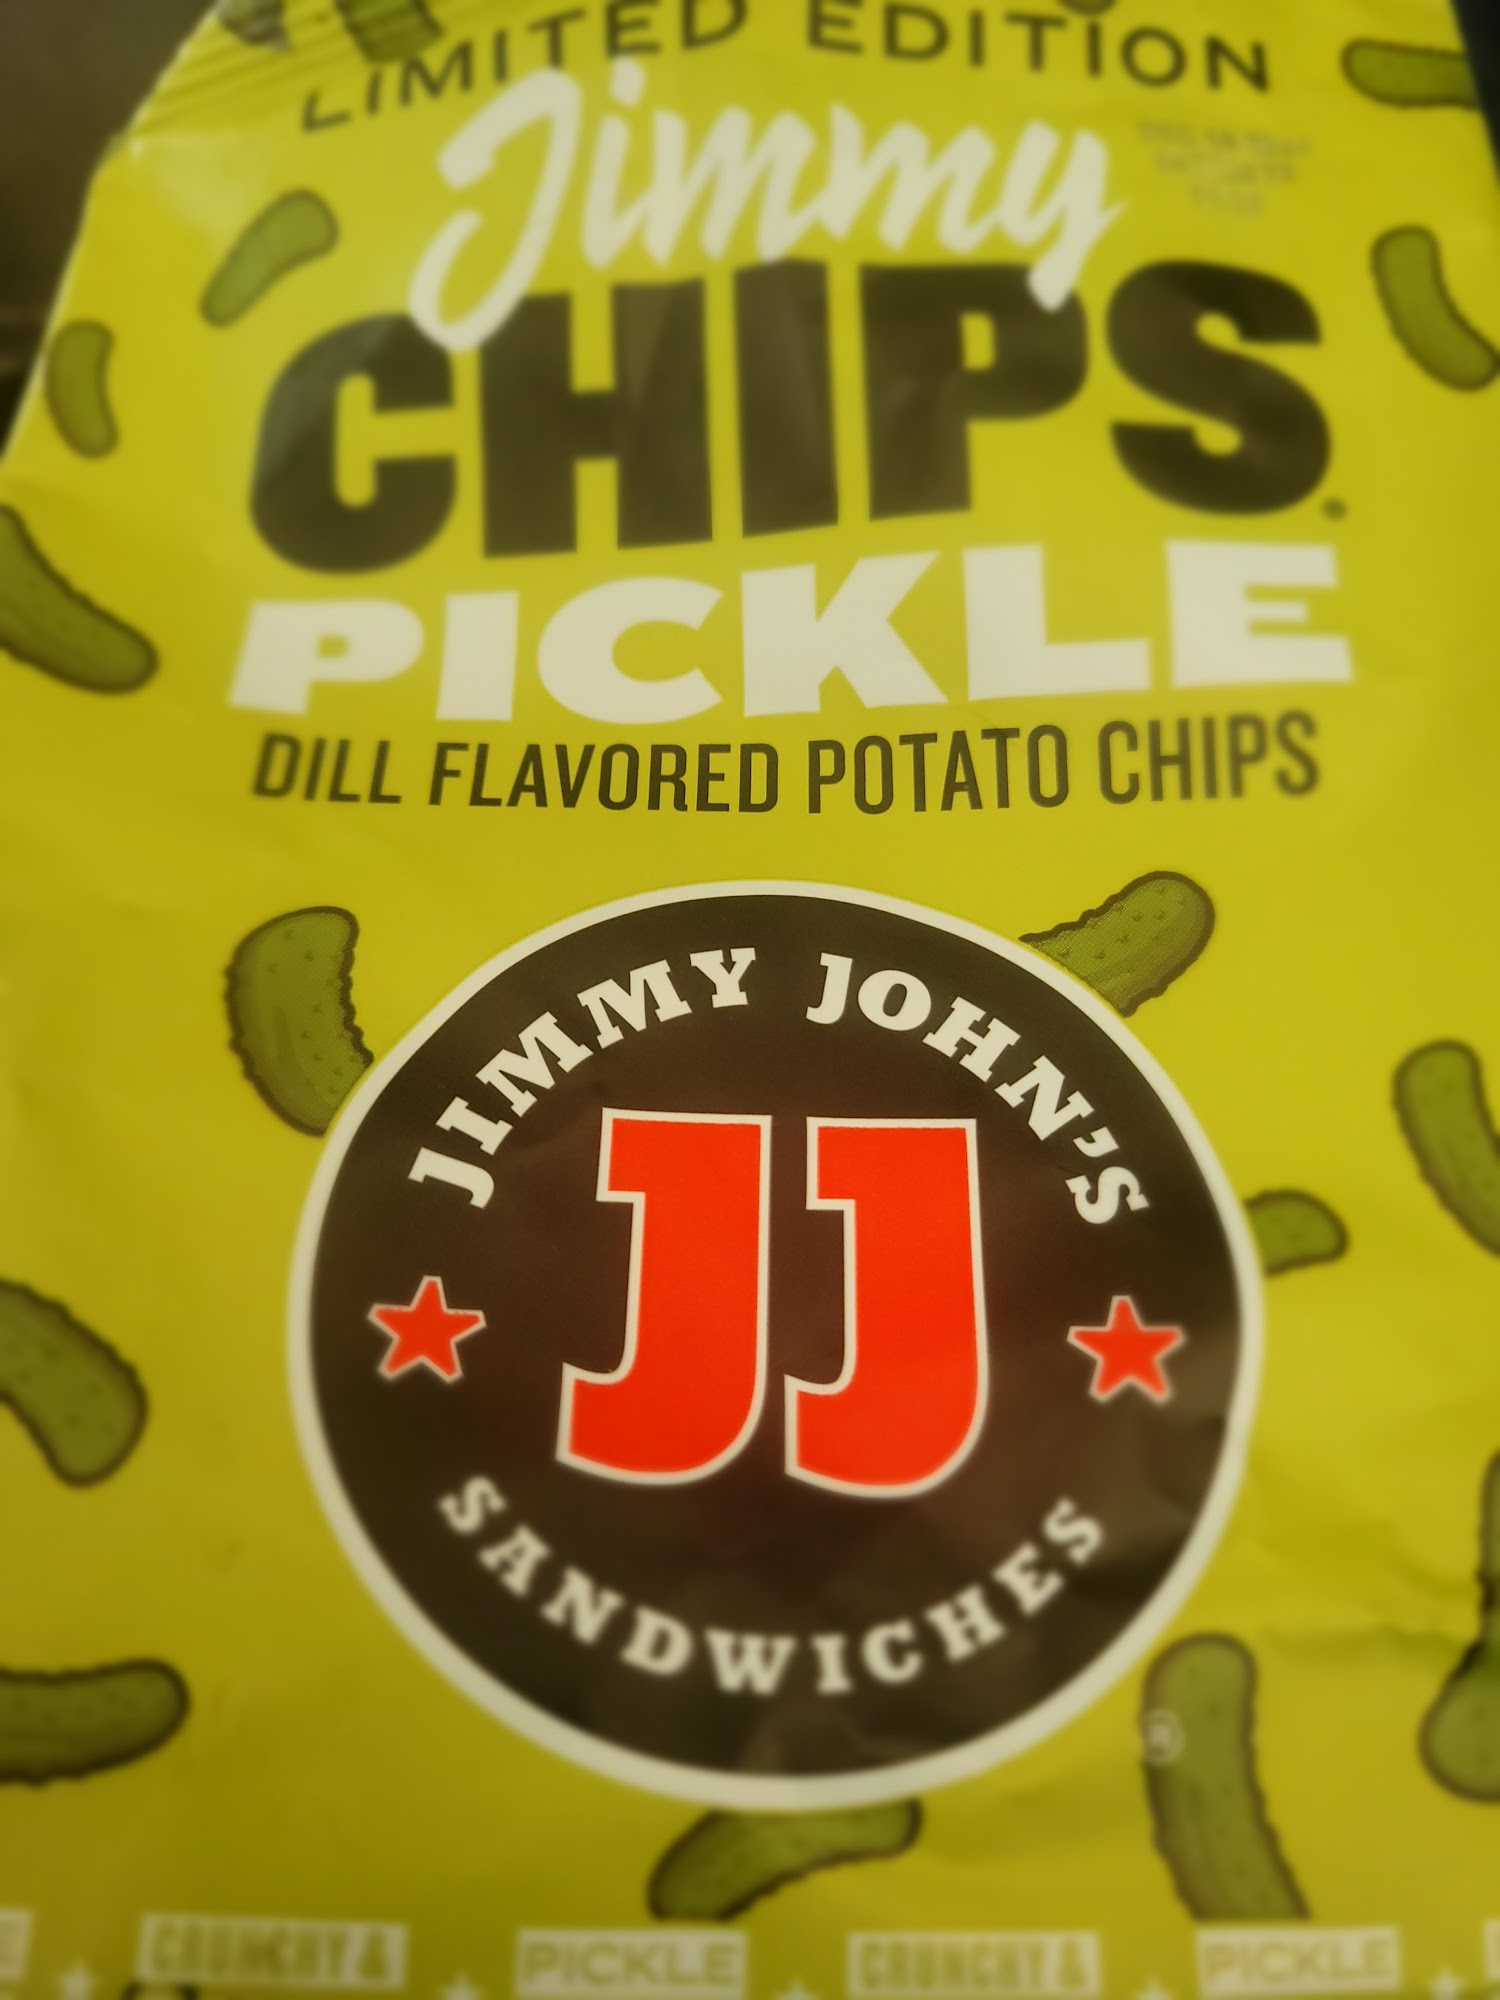 LIMITED EDITION
Jimmy
CHIPS
PICKLE
DILL FLAVORED POTATO CHIPS
JIMMY JOHN'S
JJ
SANDWICHES
®
CRUNCHY & PICKLE CRUNCHY & PICKLE